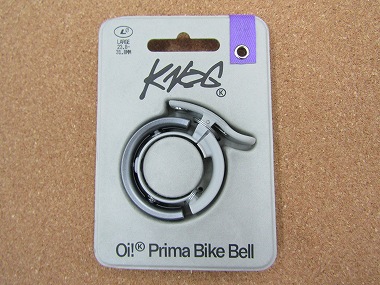 L
LARGE
23.8-
31.8MM
KNOG
K
Oi!Ⓚ Prima Bike Bell